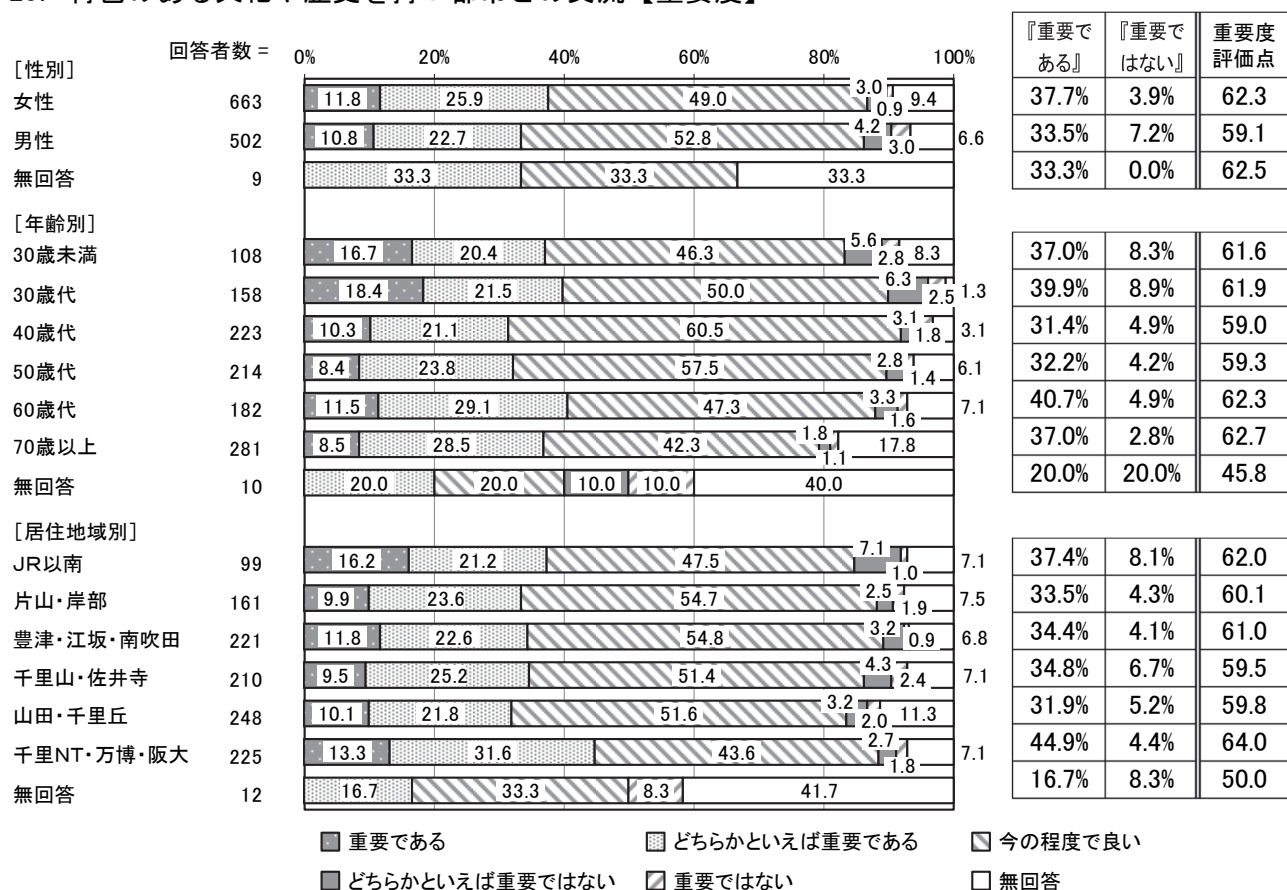 『重要である』 『重要ではない』 重要度評価点
回答者数 = 0% 20% 40% 60% 80% 100%
[性別]
女性 663 11.8 25.9 49.0 3.0 0.9 9.4 37.7% 3.9% 62.3
男性 502 10.8 22.7 52.8 4.2 3.0 6.6 33.5% 7.2% 59.1
無回答 9 33.3 33.3 33.3 33.3% 0.0% 62.5
[年齢別]
30歳未満 108 16.7 20.4 46.3 5.6 2.8 8.3 37.0% 8.3% 61.6
30歳代 158 18.4 21.5 50.0 6.3 2.5 1.3 39.9% 8.9% 61.9
40歳代 223 10.3 21.1 60.5 3.1 1.8 3.1 31.4% 4.9% 59.0
50歳代 214 8.4 23.8 57.5 2.8 1.4 6.1 32.2% 4.2% 59.3
60歳代 182 11.5 29.1 47.3 3.3 1.6 7.1 40.7% 4.9% 62.3
70歳以上 281 8.5 28.5 42.3 1.8 1.1 17.8 37.0% 2.8% 62.7
無回答 10 20.0 20.0 10.0 10.0 40.0 20.0% 20.0% 45.8
[居住地域別]
JR以南 99 16.2 21.2 47.5 7.1 1.0 7.1 37.4% 8.1% 62.0
片山・岸部 161 9.9 23.6 54.7 2.5 1.9 7.5 33.5% 4.3% 60.1
豊津・江坂・南吹田 221 11.8 22.6 54.8 3.2 0.9 6.8 34.4% 4.1% 61.0
千里山・佐井寺 210 9.5 25.2 51.4 4.3 2.4 7.1 34.8% 6.7% 59.5
山田・千里丘 248 10.1 21.8 51.6 3.2 2.0 11.3 31.9% 5.2% 59.8
千里NT・万博・阪大 225 13.3 31.6 43.6 2.7 1.8 7.1 44.9% 4.4% 64.0
無回答 12 16.7 33.3 8.3 41.7 16.7% 8.3% 50.0
重要である どちらかといえば重要である 今の程度で良い
どちらかといえば重要ではない 重要ではない 無回答